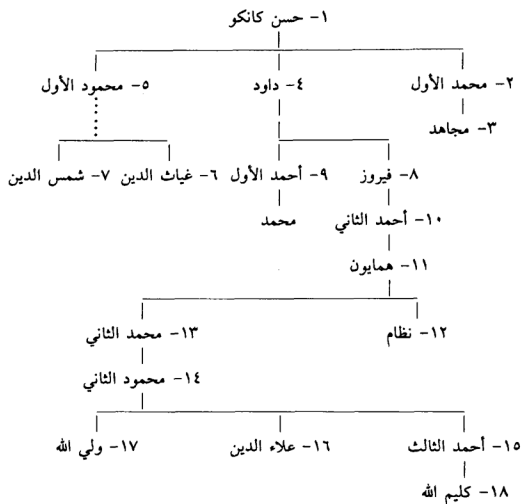 ١- حسن كانكو
٢- محمد الأول ٤- داود ٥- محمود الأول
٣- مجاهد
٨- فيروز ٩- أحمد الأول ٦- غياث الدين ٧- شمس الدين
١٠- أحمد الثاني محمد
١١- همايون
١٢- نظام ١٣- محمد الثاني
١٤- محمود الثاني
١٥- أحمد الثالث ١٦- علاء الدين ١٧- ولي الله
١٨- كليم الله